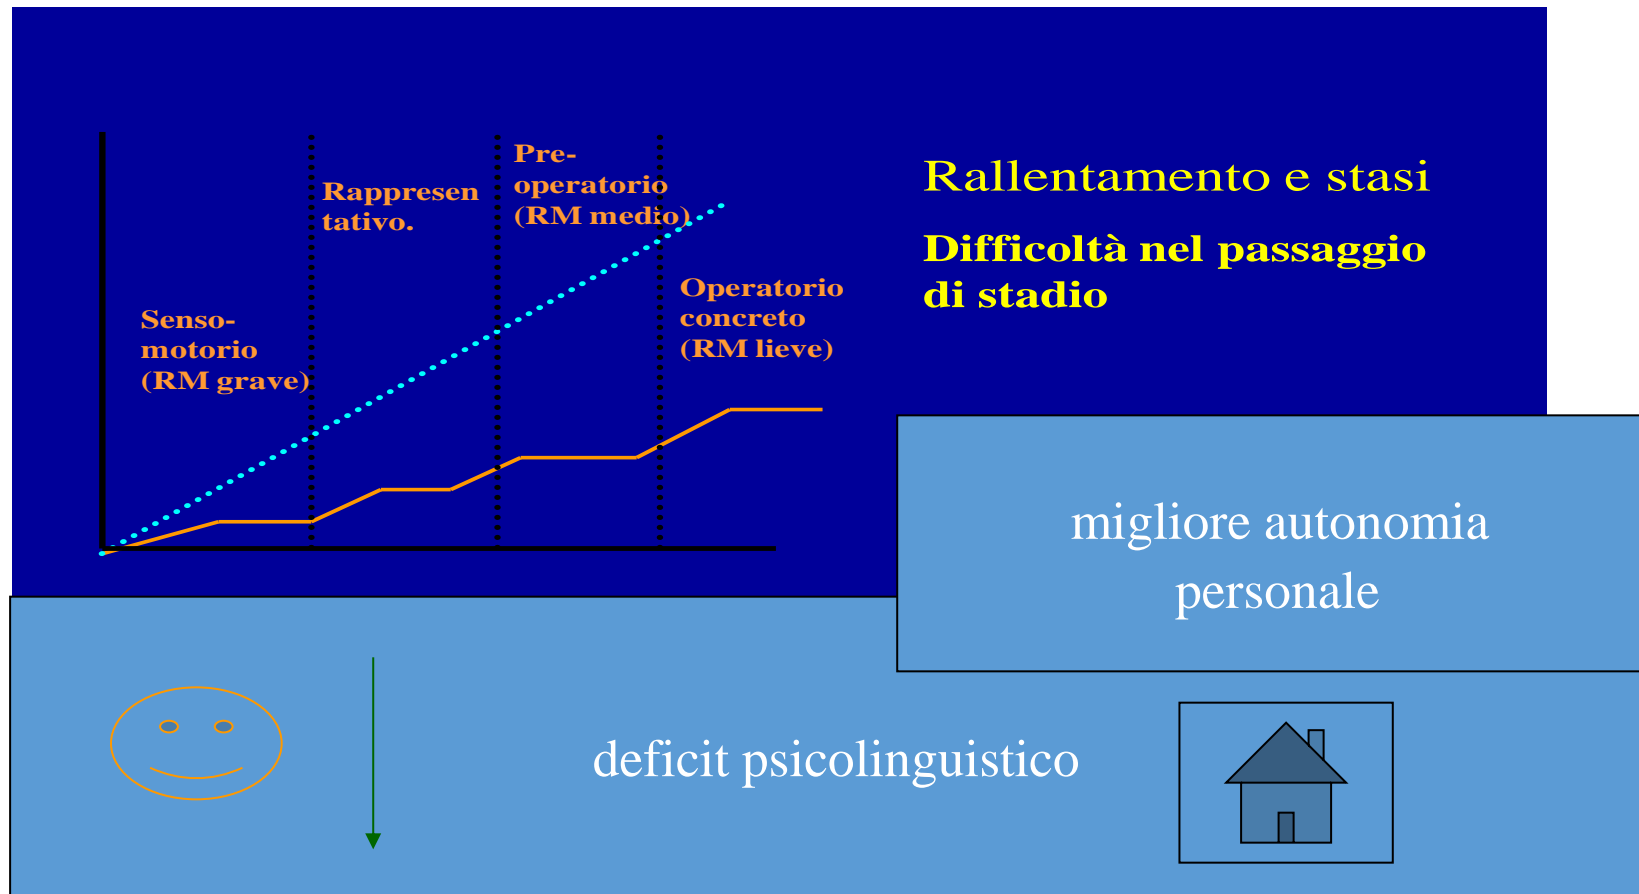 Pre-
operatorio
(RM medio)
Rappresen
tativo.
Senso-
motorio
(RM grave)
Operatorio
concreto
(RM lieve)
Rallentamento e stasi
Difficoltà nel passaggio
di stadio
migliore autonomia
personale
deficit psicolinguistico